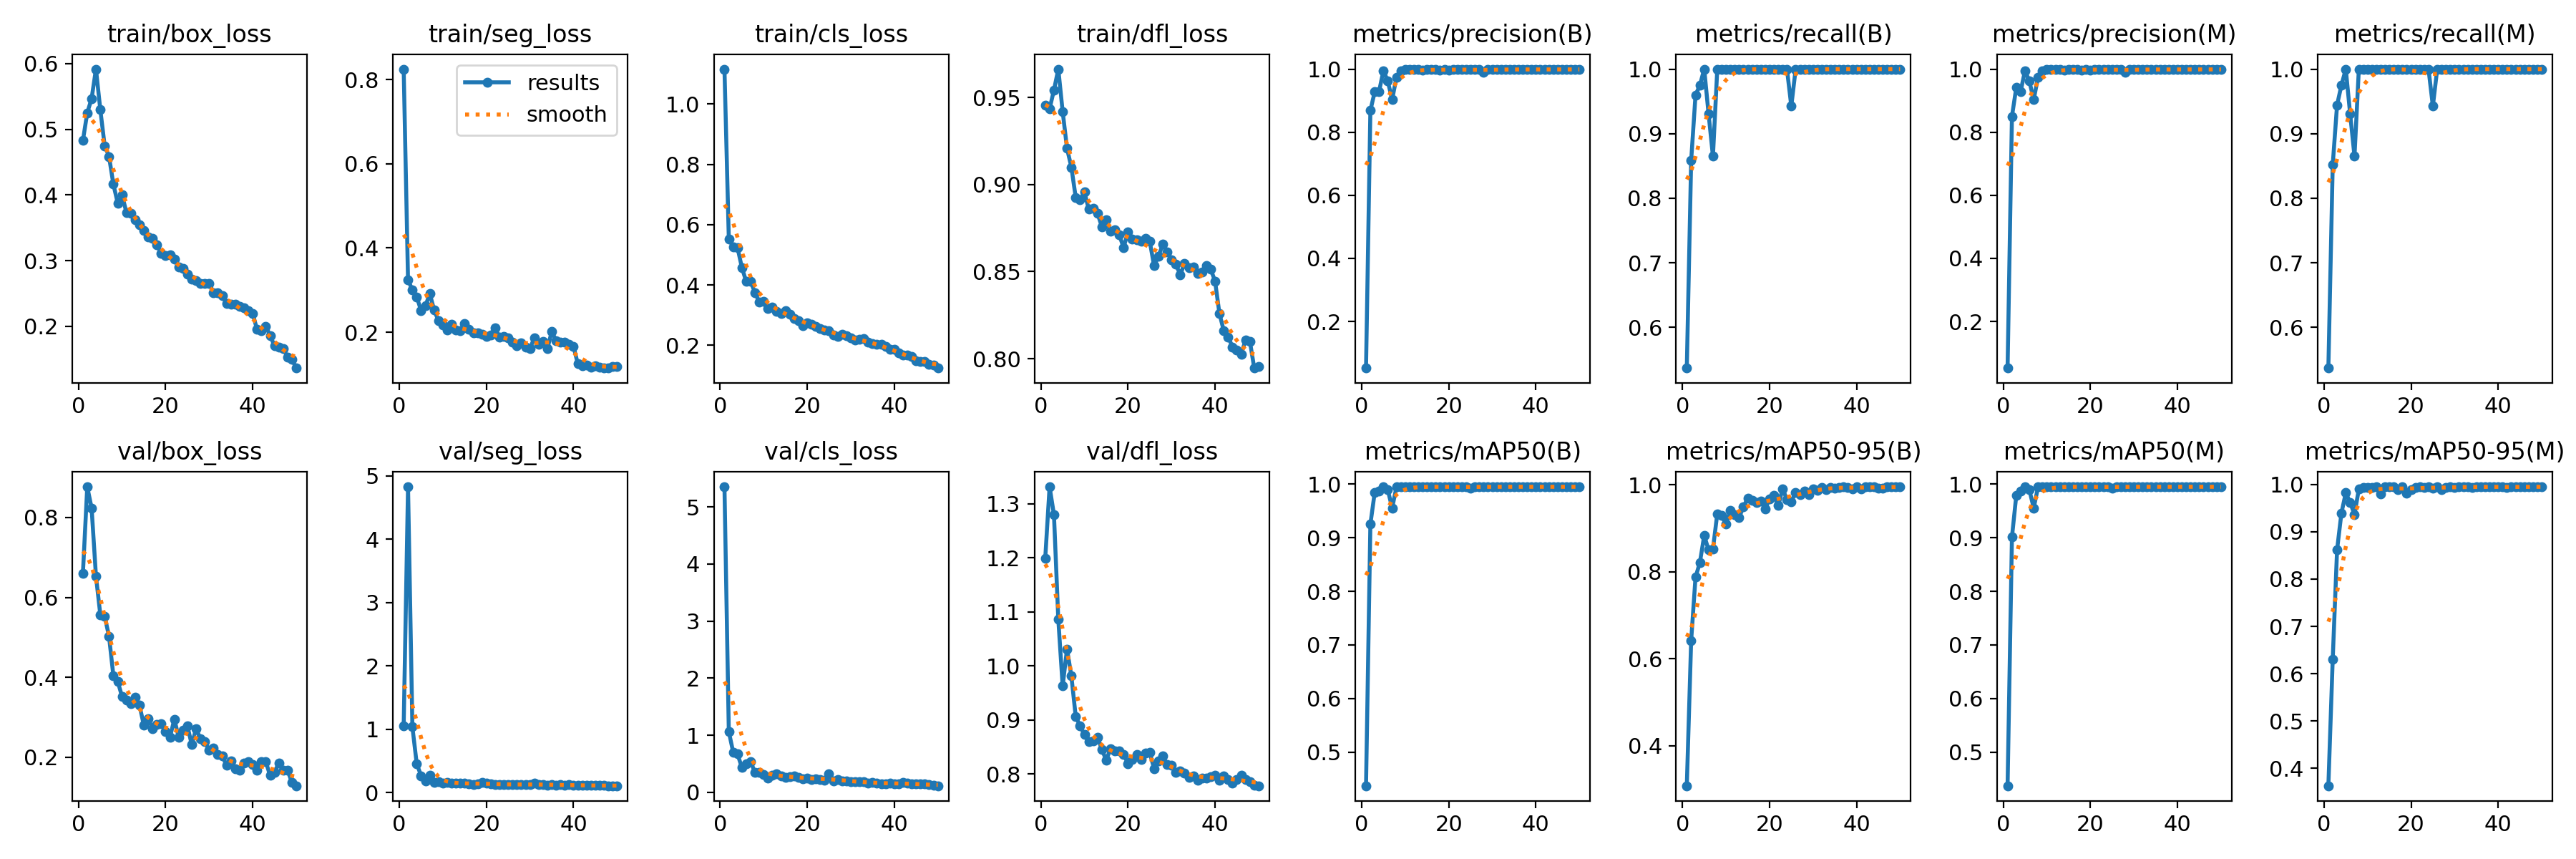 train/box_loss
train/seg_loss
train/cls_loss
train/dfl_loss
metrics/precision(B)
metrics/recall(B)
metrics/precision(M)
metrics/recall(M)
results
smooth
0.6
0.5
0.4
0.3
0.2
0 20 40
0.8
0.6
0.4
0.2
0 20 40
1.0
0.8
0.6
0.4
0.2
0 20 40
0.95
0.90
0.85
0.80
0 20 40
1.0
0.8
0.6
0.4
0.2
0 20 40
1.0
0.9
0.8
0.7
0.6
0 20 40
1.0
0.8
0.6
0.4
0.2
0 20 40
1.0
0.9
0.8
0.7
0.6
0 20 40
val/box_loss
val/seg_loss
val/cls_loss
val/dfl_loss
metrics/mAP50(B)
metrics/mAP50-95(B)
metrics/mAP50(M)
metrics/mAP50-95(M)
0.8
0.6
0.4
0.2
0 20 40
5
4
3
2
1
0
0 20 40
5
4
3
2
1
0
0 20 40
1.3
1.2
1.1
1.0
0.9
0.8
0 20 40
1.0
0.9
0.8
0.7
0.6
0.5
0 20 40
1.0
0.8
0.6
0.4
0 20 40
1.0
0.9
0.8
0.7
0.6
0.5
0 20 40
1.0
0.9
0.8
0.7
0.6
0.5
0.4
0 20 40